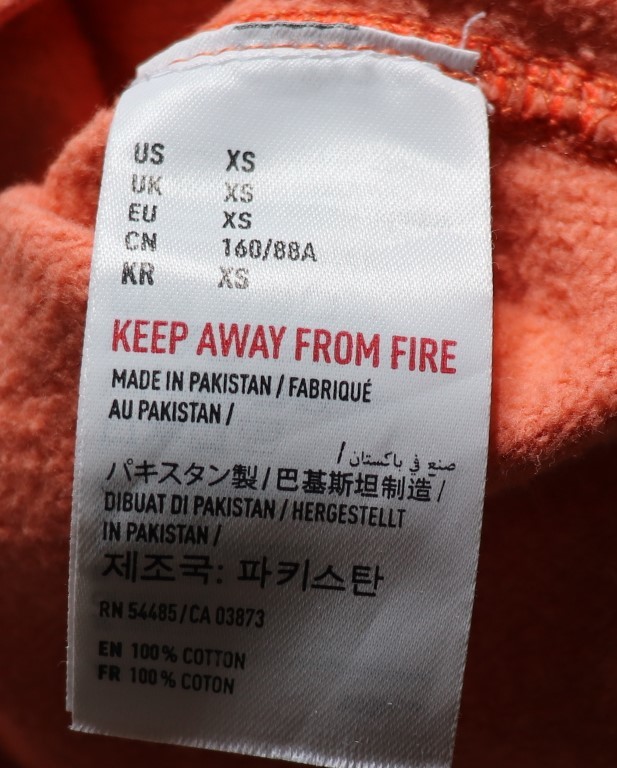 US XS
UK XS
EU XS
CN 160/88A
KR XS
KEEP AWAY FROM FIRE
MADE IN PAKISTAN / FABRIQUÉ
AU PAKISTAN /
صنع في باكستان /
パキスタン製 / 巴基斯坦制造 /
DIBUAT DI PAKISTAN / HERGESTELLT
IN PAKISTAN /
제조국: 파키스탄
RN 54485 / CA 03873
EN 100% COTTON
FR 100% COTON